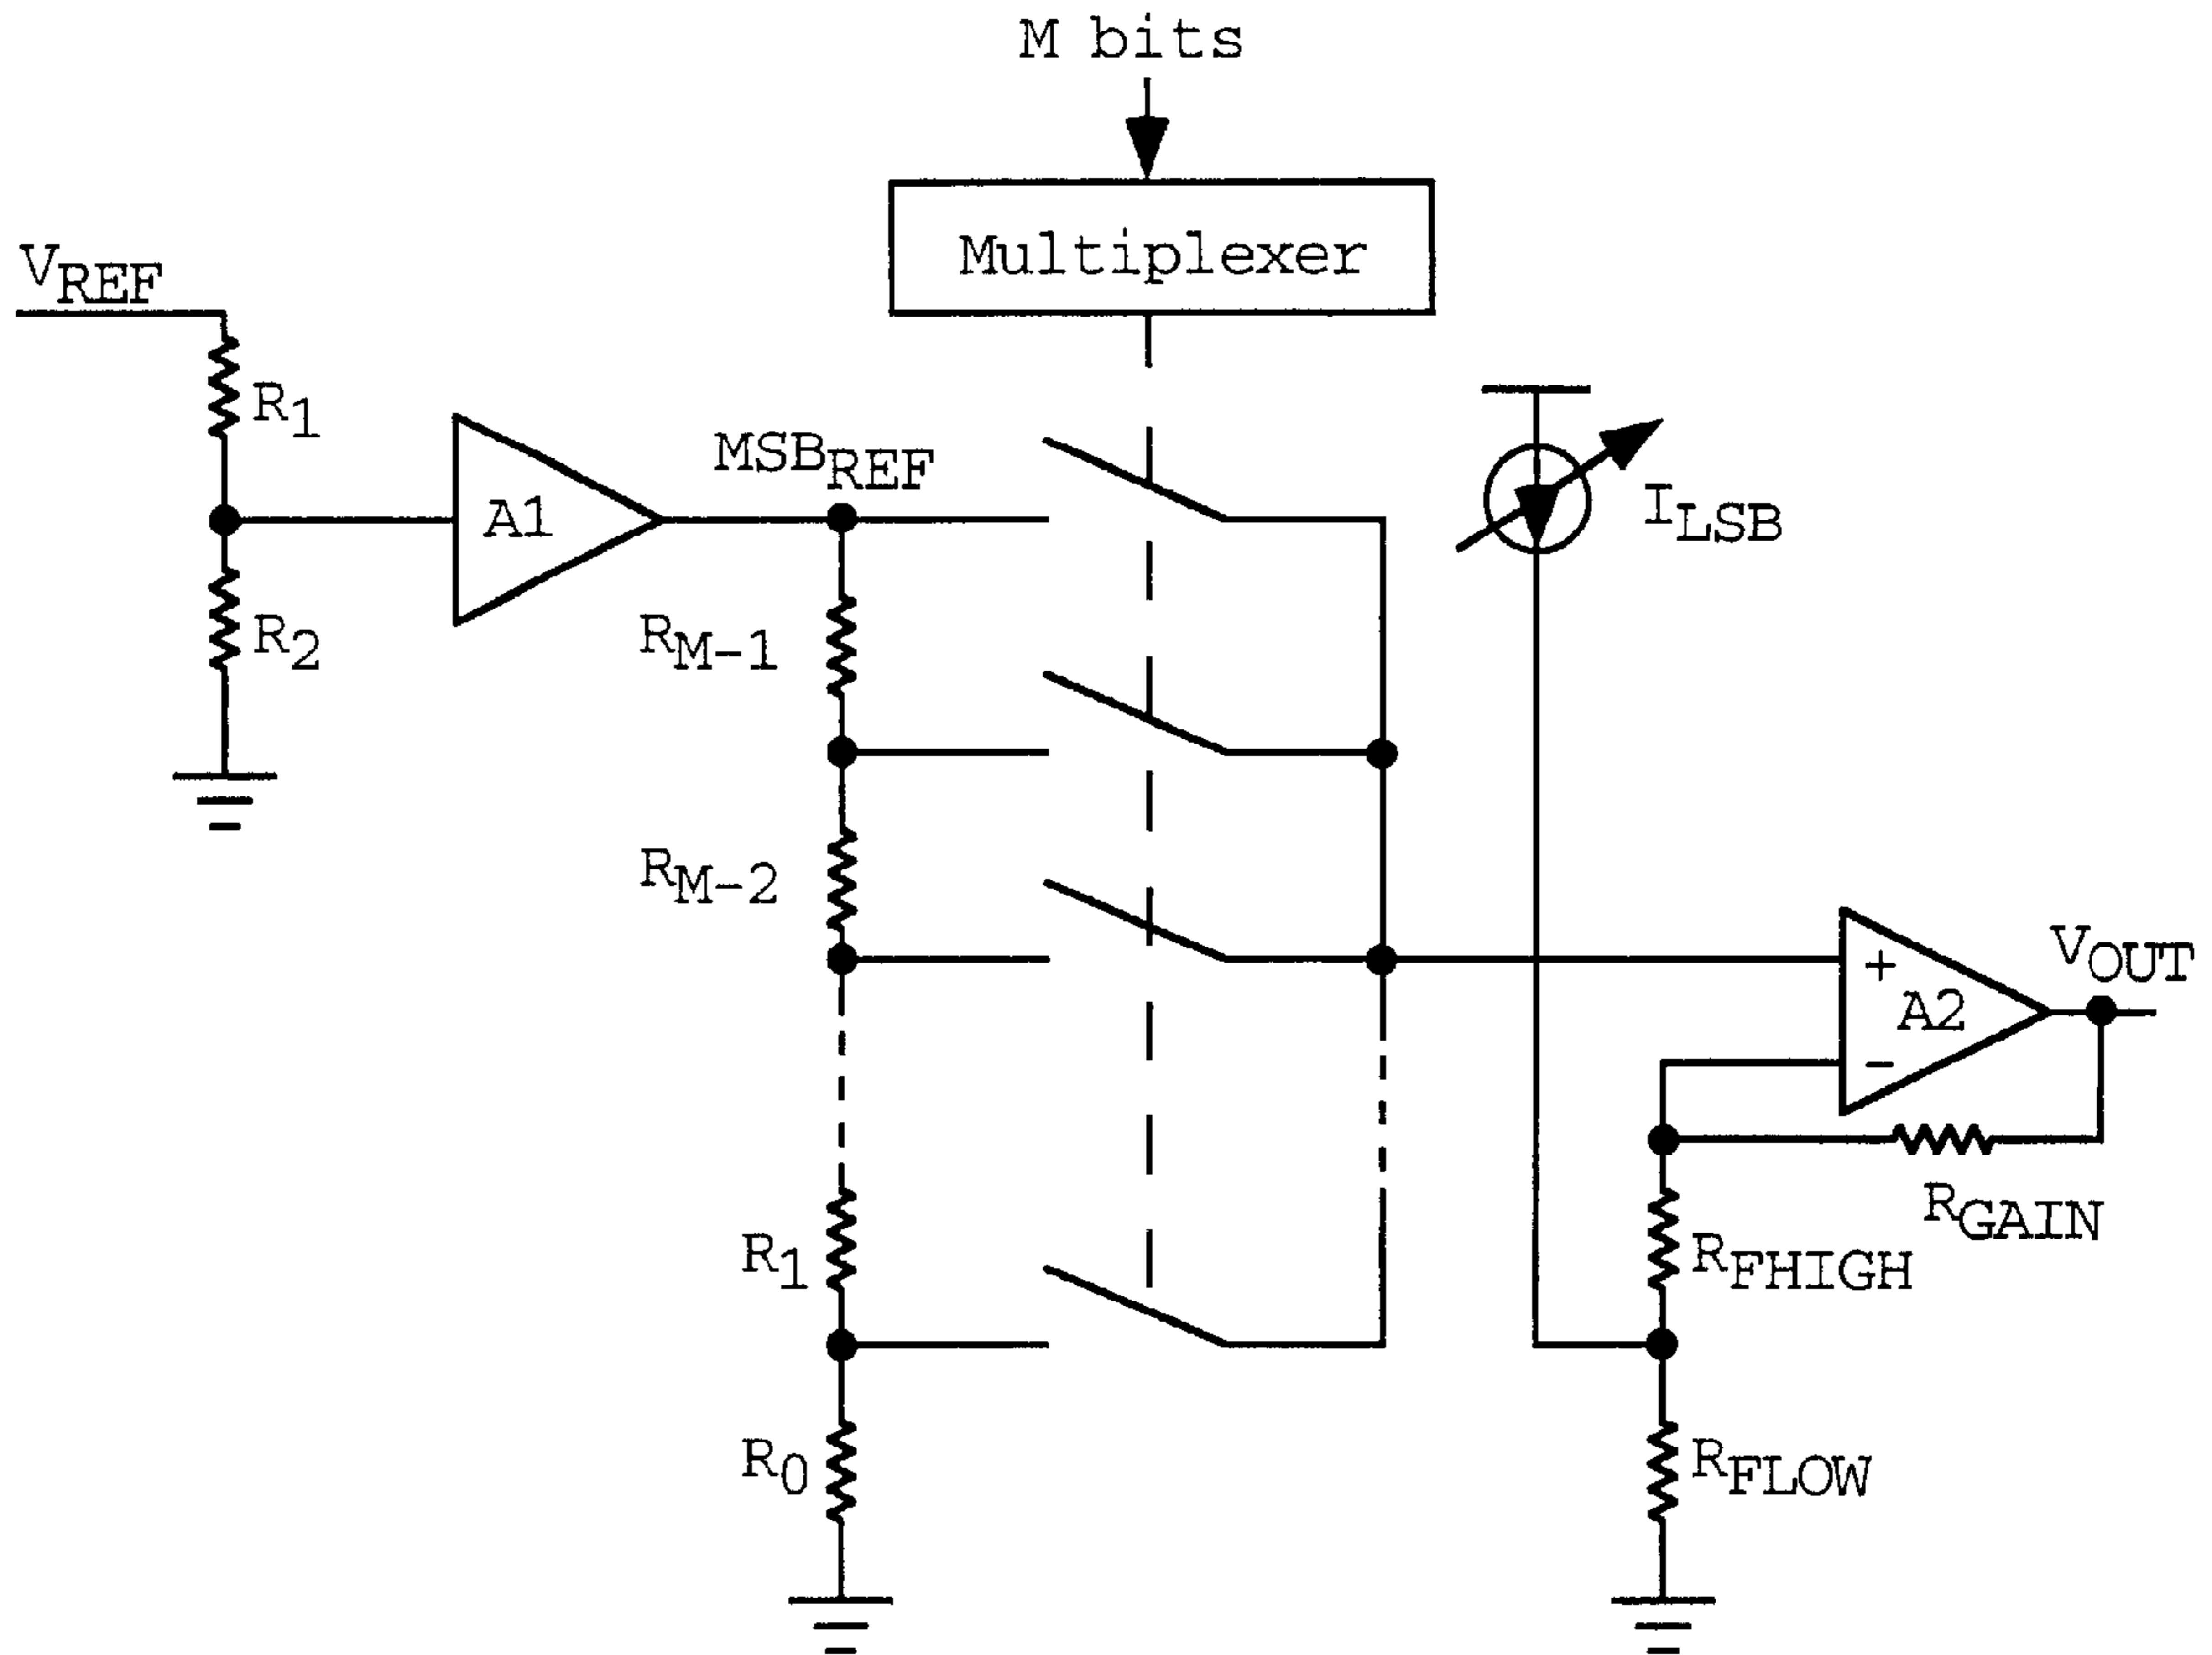 M bits
Multiplexer
VREF
R1
A1
MSBREF
ILSB
R2
RM-1
RM-2
+
A2
VOUT
-
RGAIN
R1
RFHIGH
R0
RFLOW